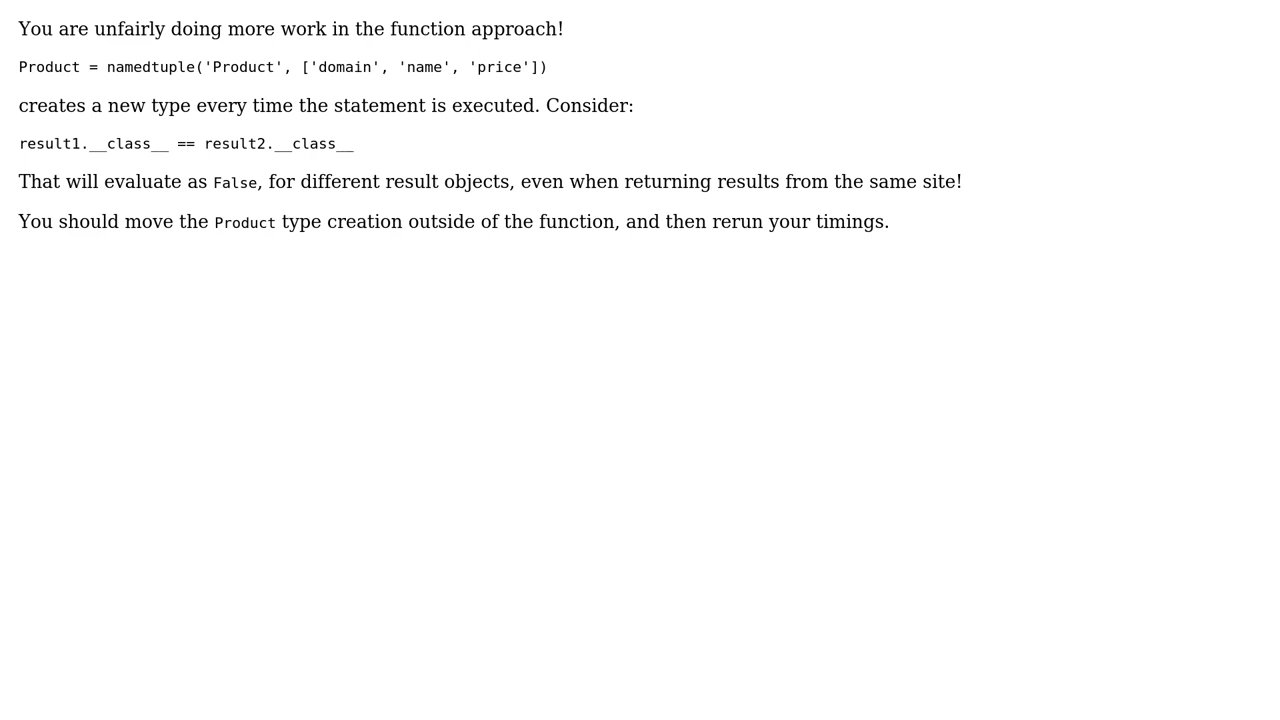 You are unfairly doing more work in the function approach!
Product = namedtuple('Product', ['domain', 'name', 'price'])
creates a new type every time the statement is executed. Consider:
result1.__class__ == result2.__class__
That will evaluate as False, for different result objects, even when returning results from the same site!
You should move the Product type creation outside of the function, and then rerun your timings.